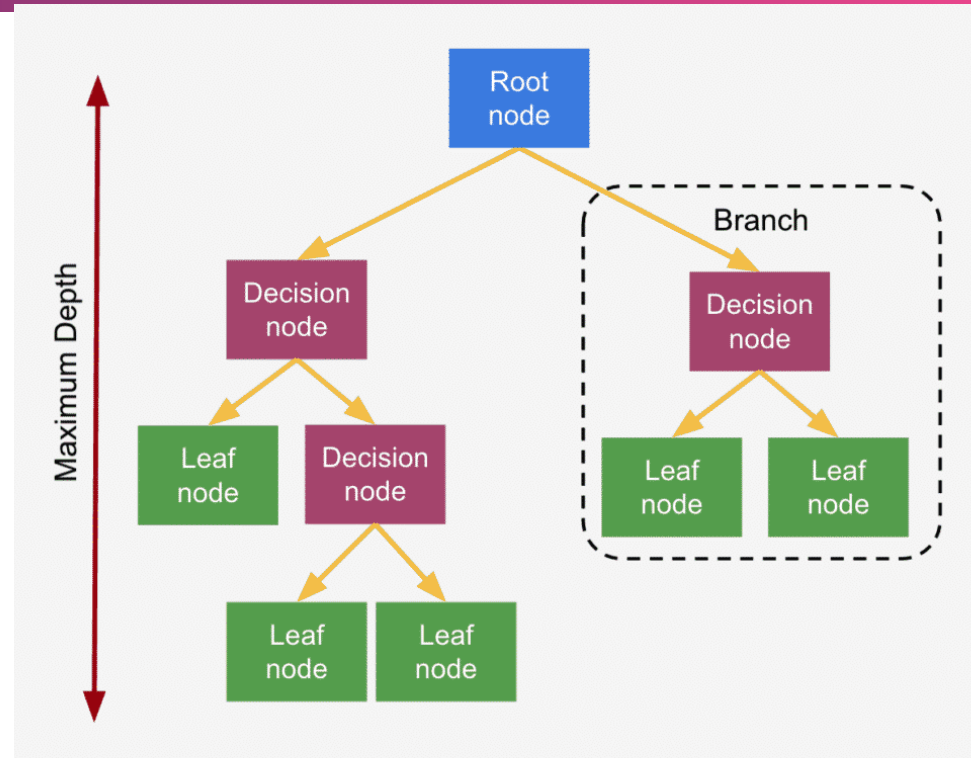 Root
node
Branch
Maximum Depth
Decision
node
Decision
node
Leaf
node
Decision
node
Leaf
node
Leaf
node
Leaf
node
Leaf
node